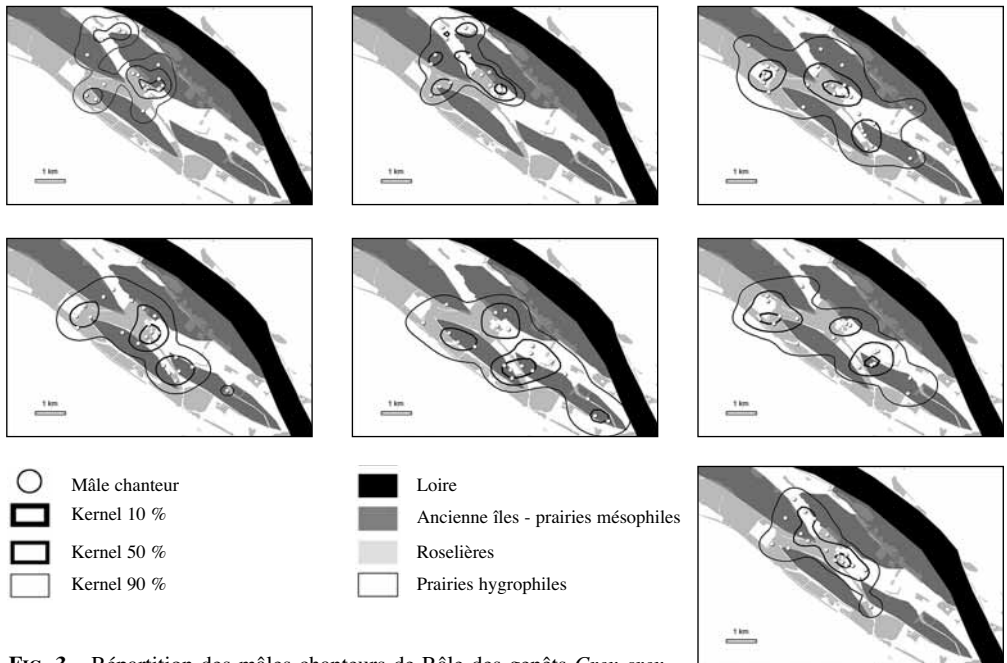 1 km
1 km
1 km
1 km
1 km
1 km
Mâle chanteur
Kernel 10 %
Kernel 50 %
Kernel 90 %
Loire
Ancienne îles - prairies mésophiles
Roselières
Prairies hygrophiles
1 km
FIG. 3. Répartition des mâles chanteurs de Râle des genêts Crex crex